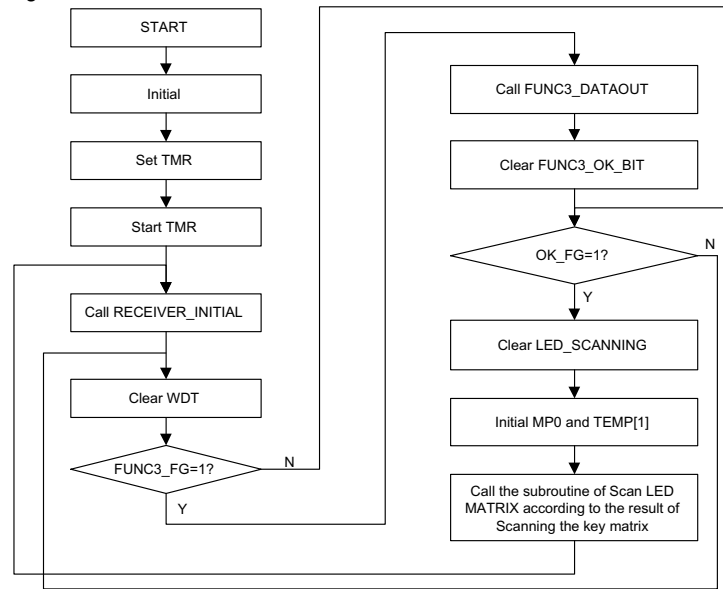 START
Initial
Set TMR
Start TMR
Call RECEIVER_INITIAL
Clear WDT
FUNC3_FG=1?
N
Y
Call FUNC3_DATAOUT
Clear FUNC3_OK_BIT
OK_FG=1?
N
Y
Clear LED_SCANNING
Initial MP0 and TEMP[1]
Call the subroutine of Scan LED
MATRIX according to the result of
Scanning the key matrix